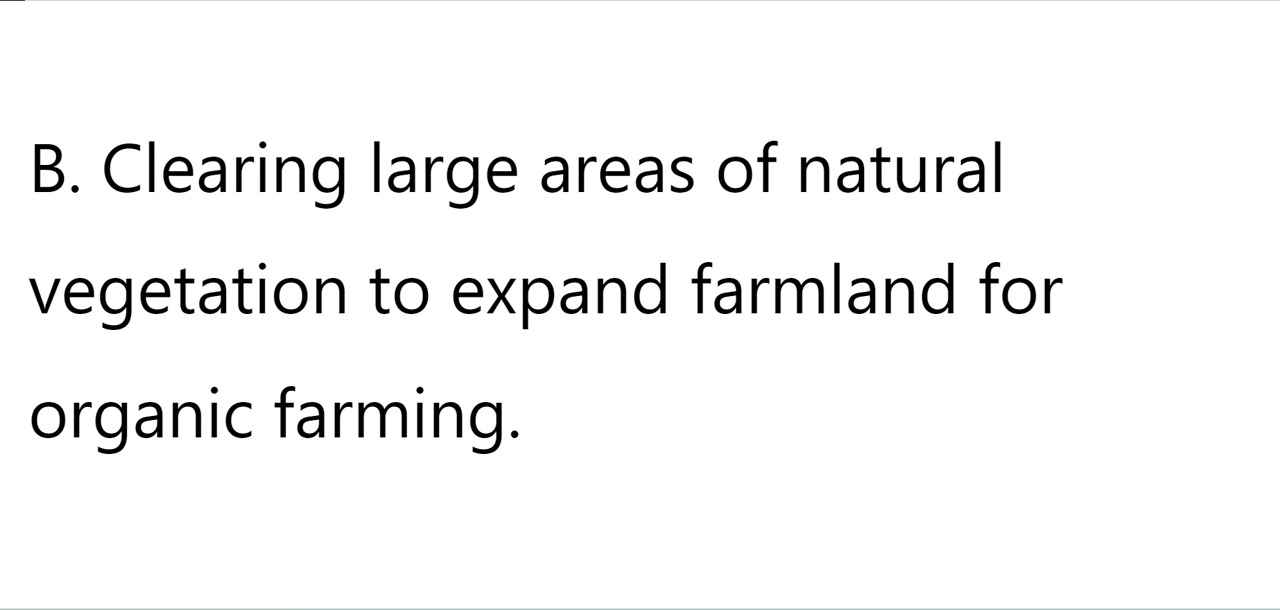 B. Clearing large areas of natural
vegetation to expand farmland for
organic farming.